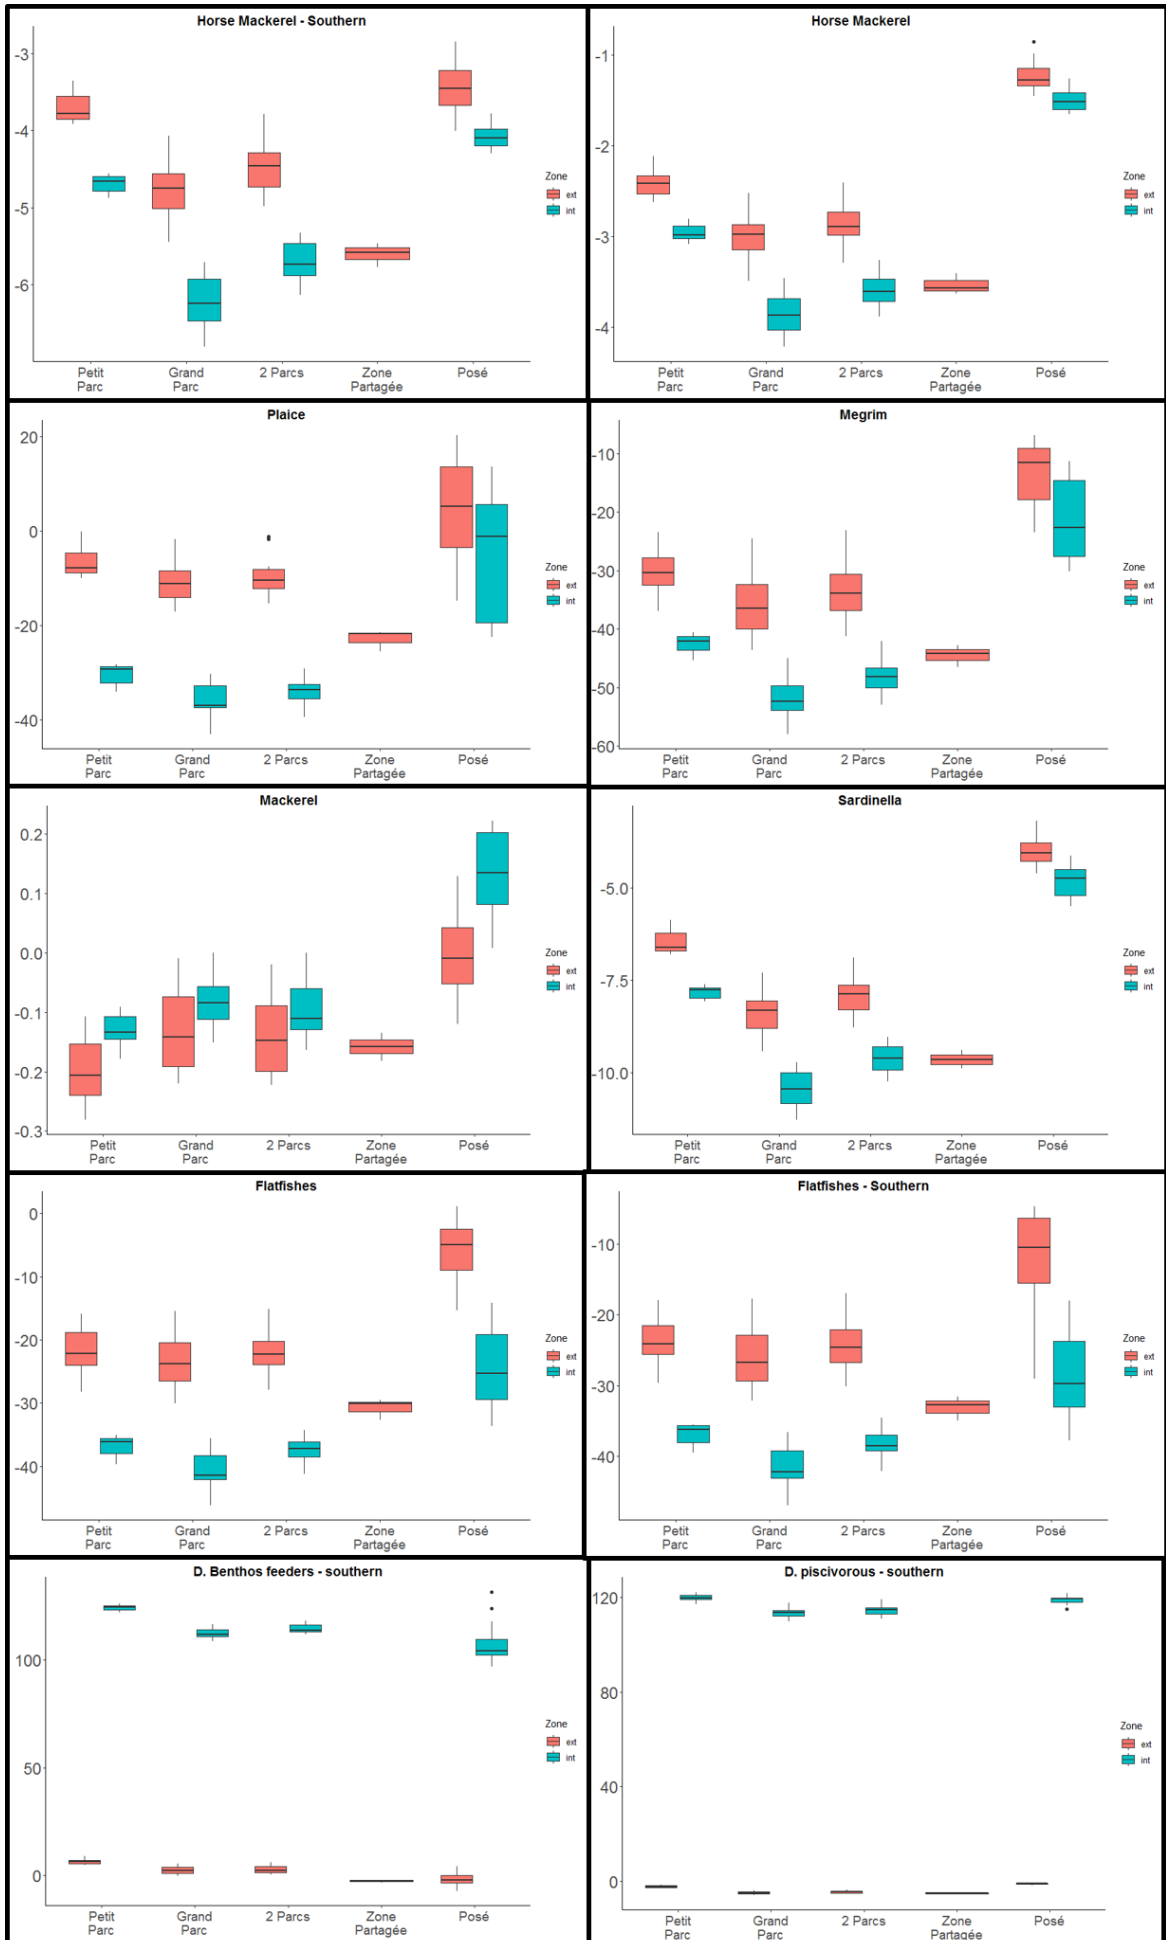 Horse Mackerel - Southern
-3
-4
-5
-6
Zone
ext
int
Petit Parc
Grand Parc
2 Parcs
Zone Partagée
Posé
Horse Mackerel
-1
-2
-3
-4
Zone
ext
int
Petit Parc
Grand Parc
2 Parcs
Zone Partagée
Posé
Plaice
20
0
-20
-40
Zone
ext
int
Petit Parc
Grand Parc
2 Parcs
Zone Partagée
Posé
Megrim
-10
-20
-30
-40
-50
-60
Zone
ext
int
Petit Parc
Grand Parc
2 Parcs
Zone Partagée
Posé
Mackerel
0.2
0.1
0.0
-0.1
-0.2
-0.3
Zone
ext
int
Petit Parc
Grand Parc
2 Parcs
Zone Partagée
Posé
Sardinella
-5.0
-7.5
-10.0
Zone
ext
int
Petit Parc
Grand Parc
2 Parcs
Zone Partagée
Posé
Flatfishes
0
-10
-20
-30
-40
Zone
ext
int
Petit Parc
Grand Parc
2 Parcs
Zone Partagée
Posé
Flatfishes - Southern
-10
-20
-30
-40
Zone
ext
int
Petit Parc
Grand Parc
2 Parcs
Zone Partagée
Posé
D. Benthos feeders - southern
100
50
0
Zone
ext
int
Petit Parc
Grand Parc
2 Parcs
Zone Partagée
Posé
D. piscivorous - southern
120
80
40
0
Zone
ext
int
Petit Parc
Grand Parc
2 Parcs
Zone Partagée
Posé